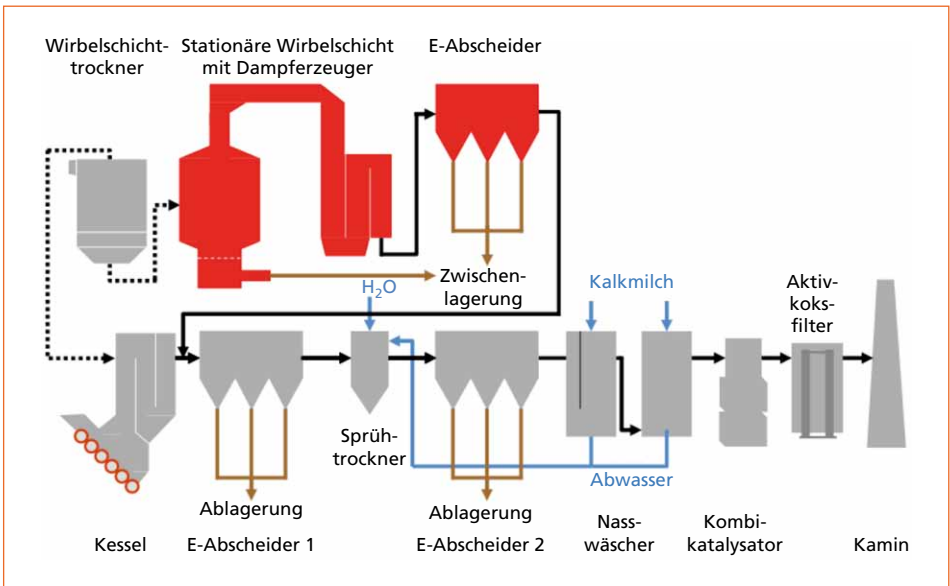 Wirbelschicht-
trockner
Stationäre Wirbelschicht
mit Dampferzeuger
E-Abscheider
Zwischen-
lagerung
H₂O
Kalkmilch
Aktiv-
koks-
filter
Sprüh-
trockner
Abwasser
Ablagerung
Ablagerung
Kessel
E-Abscheider 1
E-Abscheider 2
Nass-
wäscher
Kombi-
katalysator
Kamin